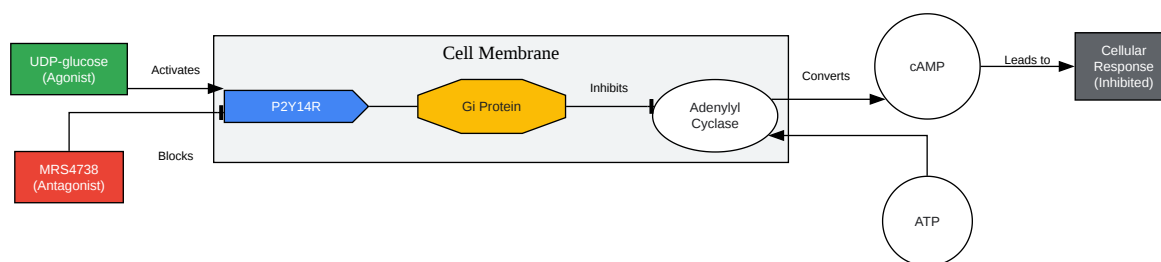 UDP-glucose
(Agonist)
Activates
Cell Membrane
P2Y14R
Gi Protein
Inhibits
Adenylyl
Cyclase
Converts
cAMP
Leads to
Cellular
Response
(Inhibited)
Blocks
MRS4738
(Antagonist)
ATP